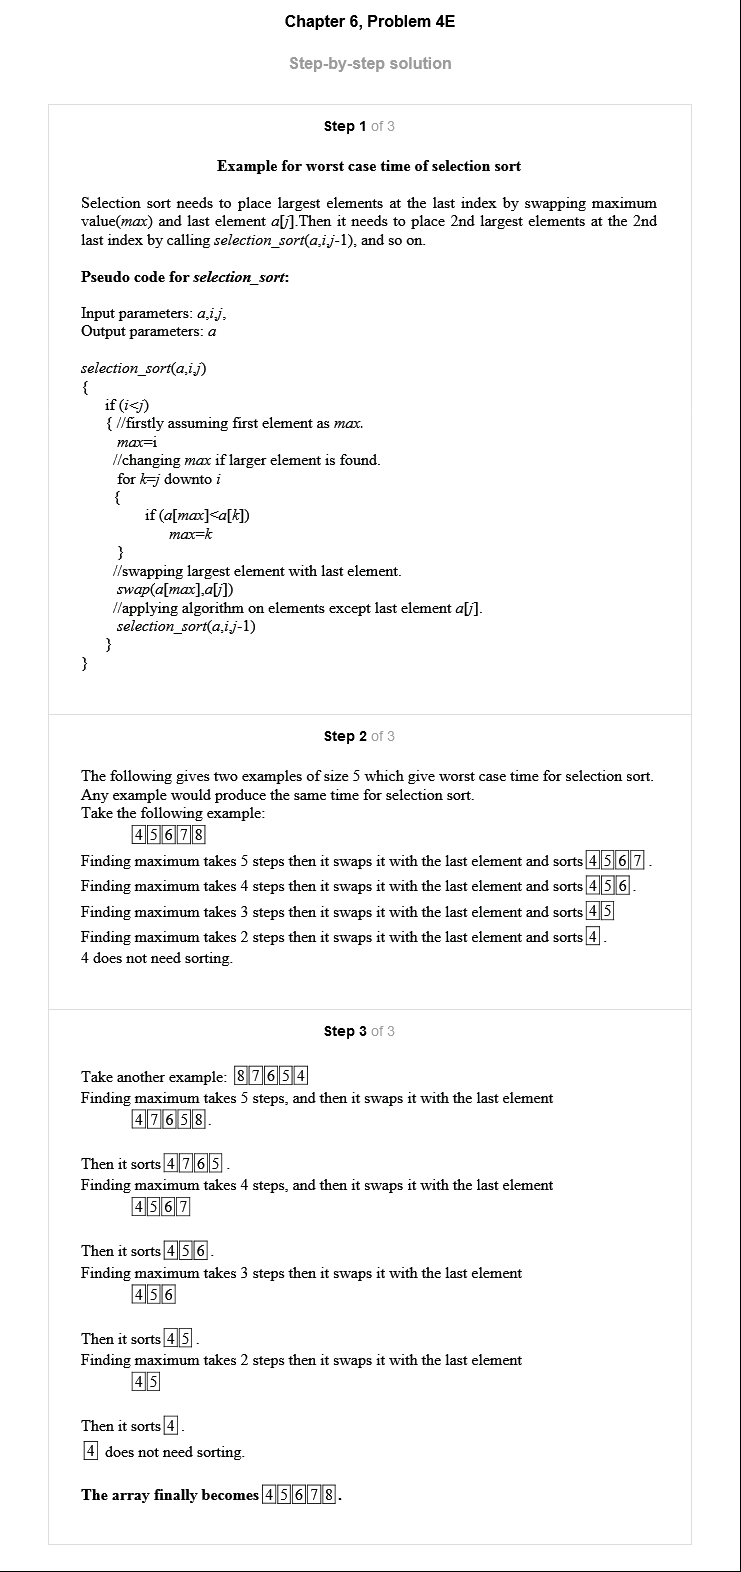 Chapter 6, Problem 4E
Step-by-step solution
Step 1 of 3
Example for worst case time of selection sort
Selection sort needs to place largest elements at the last index by swapping maximum
value(max) and last element a[j].Then it needs to place 2nd largest elements at the 2nd
last index by calling selection_sort(a,i,j-1), and so on.
Pseudo code for selection_sort:
Input parameters: a,i,j,
Output parameters: a
selection_sort(a,i,j)
{
if (i<j)
{ //firstly assuming first element as max.
max=i
//changing max if larger element is found.
for k=j downto i
{
if (a[max]<a[k])
max=k
}
//swapping largest element with last element.
swap(a[max],a[j])
//applying algorithm on elements except last element a[j].
selection_sort(a,i,j-1)
}
}
Step 2 of 3
The following gives two examples of size 5 which give worst case time for selection sort.
Any example would produce the same time for selection sort.
Take the following example:
4 5 6 7 8
Finding maximum takes 5 steps then it swaps it with the last element and sorts 4 5 6 7 .
Finding maximum takes 4 steps then it swaps it with the last element and sorts 4 5 6 .
Finding maximum takes 3 steps then it swaps it with the last element and sorts 4 5
Finding maximum takes 2 steps then it swaps it with the last element and sorts 4 .
4 does not need sorting.
Step 3 of 3
Take another example: 8 7 6 5 4
Finding maximum takes 5 steps, and then it swaps it with the last element
4 7 6 5 8 .
Then it sorts 4 7 6 5 .
Finding maximum takes 4 steps, and then it swaps it with the last element
4 5 6 7
Then it sorts 4 5 6 .
Finding maximum takes 3 steps then it swaps it with the last element
4 5 6
Then it sorts 4 5 .
Finding maximum takes 2 steps then it swaps it with the last element
4 5
Then it sorts 4 .
4 does not need sorting.
The array finally becomes 4 5 6 7 8 .